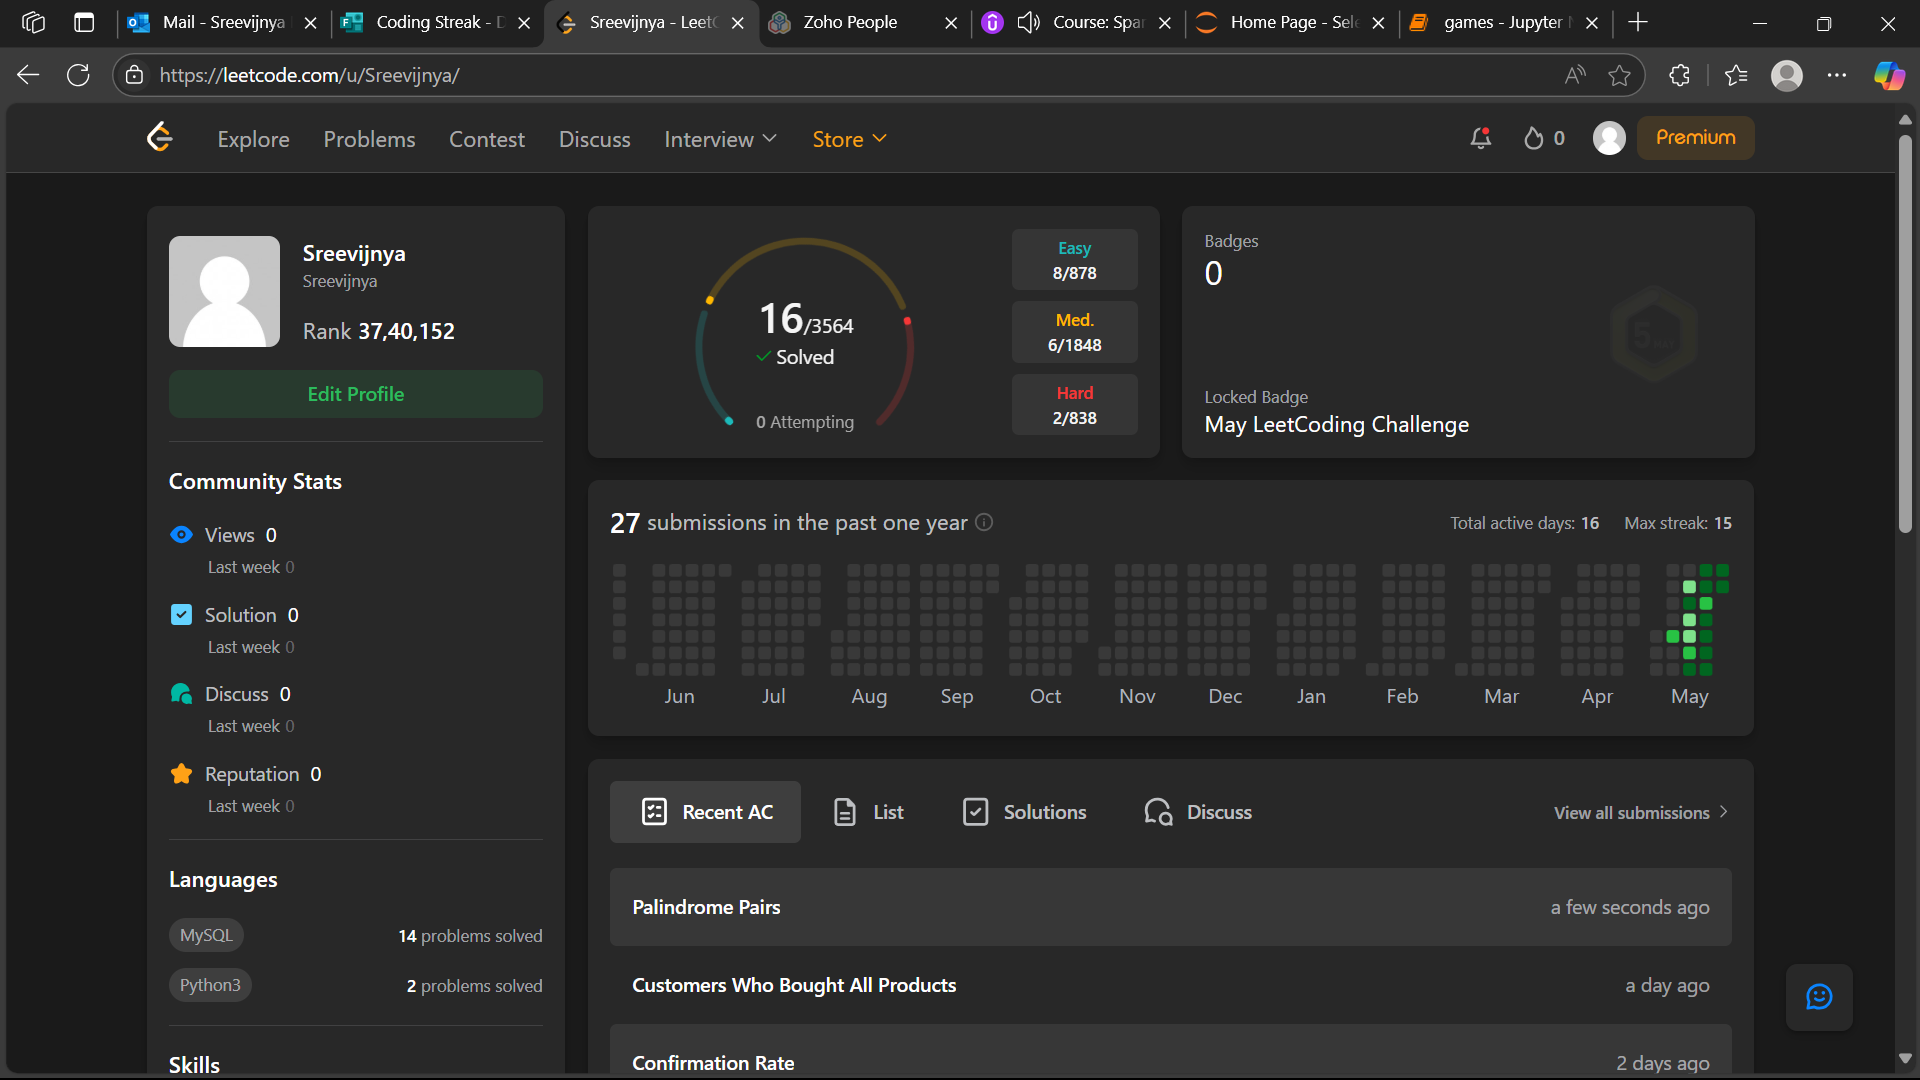 Mail - Sreevijnya
Coding Streak - D
Sreevijnya - LeetC
Zoho People
Course: Spar
Home Page - Sele
games - Jupyter N
https://leetcode.com/u/Sreevijnya/
Explore
Problems
Contest
Discuss
Interview
Store
0
Premium
Sreevijnya
Sreevijnya
Rank 37,40,152
Edit Profile
Community Stats
Views 0
Last week 0
Solution 0
Last week 0
Discuss 0
Last week 0
Reputation 0
Last week 0
Languages
MySQL
14 problems solved
Python3
2 problems solved
Skills
16/3564
Solved
0 Attempting
Easy
8/878
Med.
6/1848
Hard
2/838
Badges
0
Locked Badge
May LeetCoding Challenge
27 submissions in the past one year
Total active days: 16
Max streak: 15
Jun
Jul
Aug
Sep
Oct
Nov
Dec
Jan
Feb
Mar
Apr
May
Recent AC
List
Solutions
Discuss
View all submissions
Palindrome Pairs
a few seconds ago
Customers Who Bought All Products
a day ago
Confirmation Rate
2 days ago